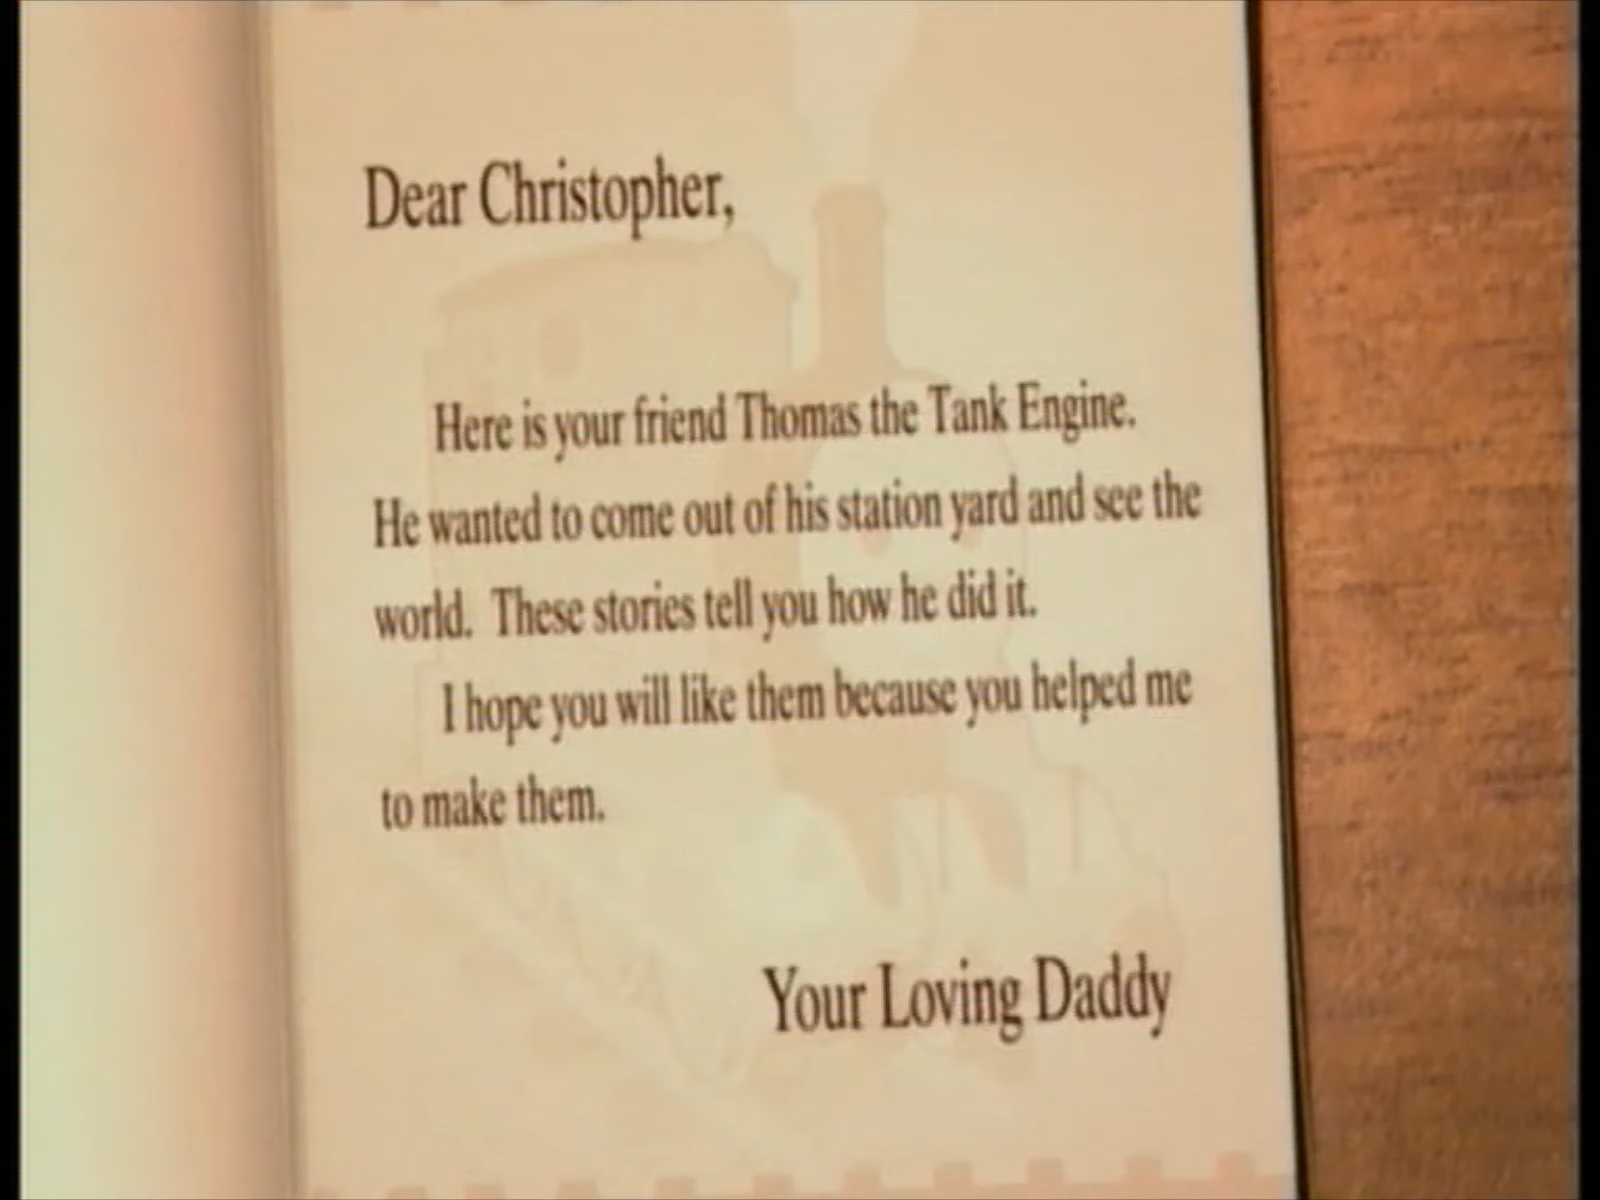 Dear Christopher,
Here is your friend Thomas the Tank Engine.
He wanted to come out of his station yard and see the
world. These stories tell you how he did it.
I hope you will like them because you helped me
to make them.
Your Loving Daddy